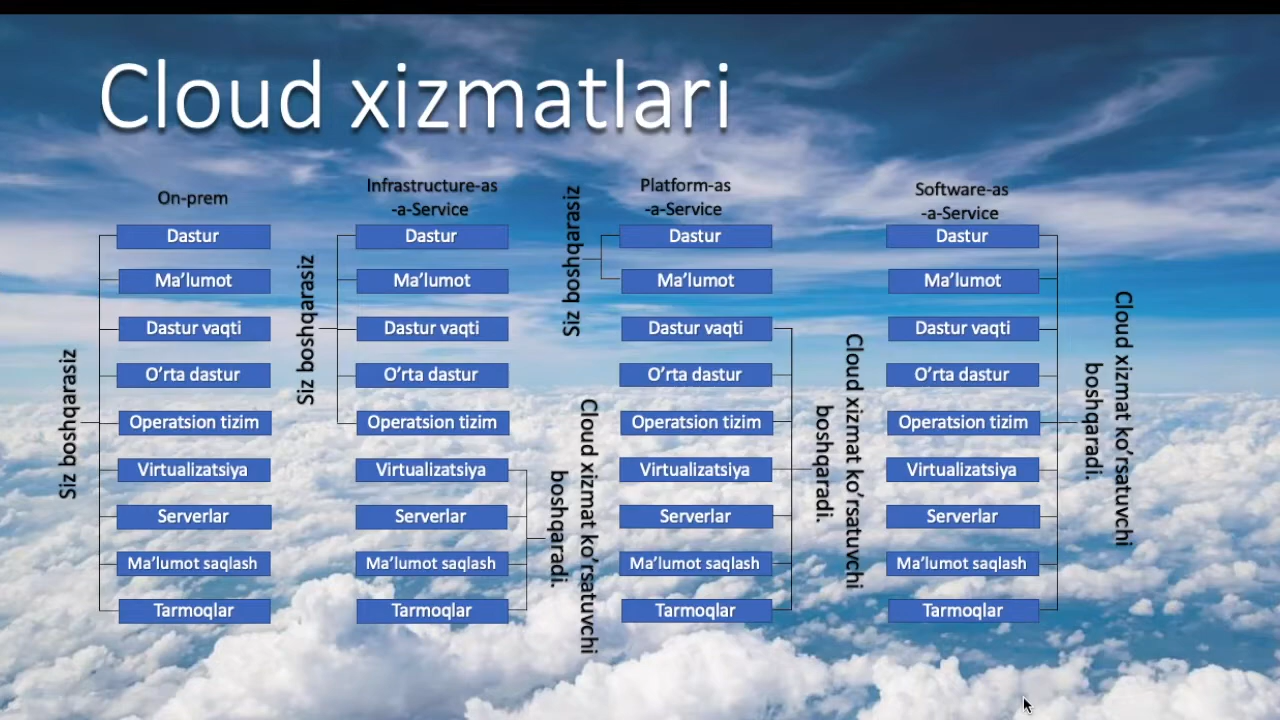 Cloud xizmatlari
On-prem
Dastur
Ma’lumot
Dastur vaqti
O’rta dastur
Operatsion tizim
Virtualizatsiya
Serverlar
Ma’lumot saqlash
Tarmoqlar
Siz boshqarasiz
Infrastructure-as
-a-Service
Dastur
Ma’lumot
Dastur vaqti
O’rta dastur
Operatsion tizim
Virtualizatsiya
Serverlar
Ma’lumot saqlash
Tarmoqlar
Siz boshqarasiz
Cloud xizmat ko’rsatuvchi
boshqaradi.
Platform-as
-a-Service
Dastur
Ma’lumot
Dastur vaqti
O’rta dastur
Operatsion tizim
Virtualizatsiya
Serverlar
Ma’lumot saqlash
Tarmoqlar
Siz boshqarasiz
Cloud xizmat ko’rsatuvchi
boshqaradi.
Software-as
-a-Service
Dastur
Ma’lumot
Dastur vaqti
O’rta dastur
Operatsion tizim
Virtualizatsiya
Serverlar
Ma’lumot saqlash
Tarmoqlar
Cloud xizmat ko’rsatuvchi
boshqaradi.